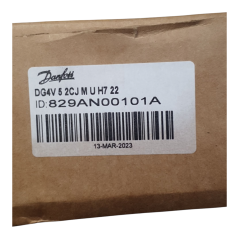 Danfoss
DG4V 5 2CJ M U H7 22
ID:829AN00101A
13-MAR-2023